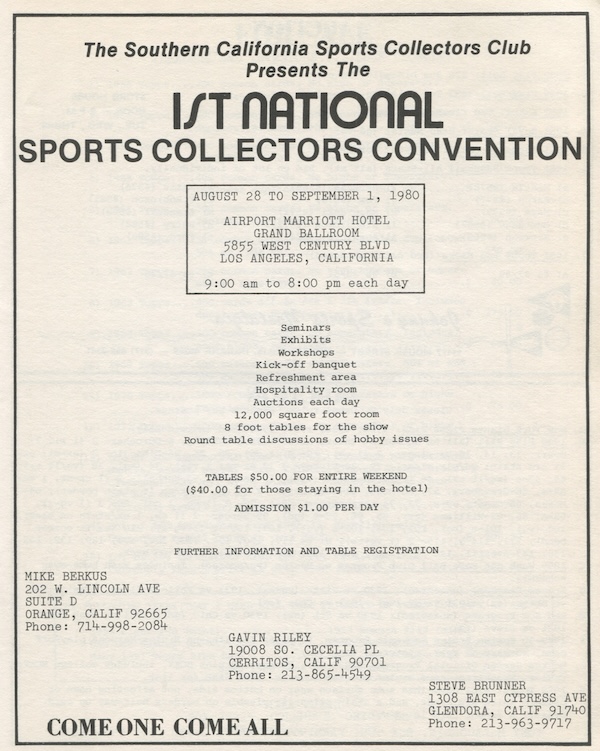 The Southern California Sports Collectors Club
Presents The
1ST NATIONAL
SPORTS COLLECTORS CONVENTION
AUGUST 28 TO SEPTEMBER 1, 1980
AIRPORT MARRIOTT HOTEL
GRAND BALLROOM
5855 WEST CENTURY BLVD
LOS ANGELES, CALIFORNIA
9:00 am to 8:00 pm each day
Seminars
Exhibits
Workshops
Kick-off banquet
Refreshment area
Hospitality room
Auctions each day
12,000 square foot room
8 foot tables for the show
Round table discussions of hobby issues
TABLES $50.00 FOR ENTIRE WEEKEND
($40.00 for those staying in the hotel)
ADMISSION $1.00 PER DAY
FURTHER INFORMATION AND TABLE REGISTRATION
MIKE BERKUS
202 W. LINCOLN AVE
SUITE D
ORANGE, CALIF 92665
Phone: 714-998-2084
GAVIN RILEY
19008 SO. CECELIA PL
CERRITOS, CALIF 90701
Phone: 213-865-4549
STEVE BRUNNER
1308 EAST CYPRESS AVE
GLENDORA, CALIF 91740
Phone: 213-963-9717
COME ONE COME ALL